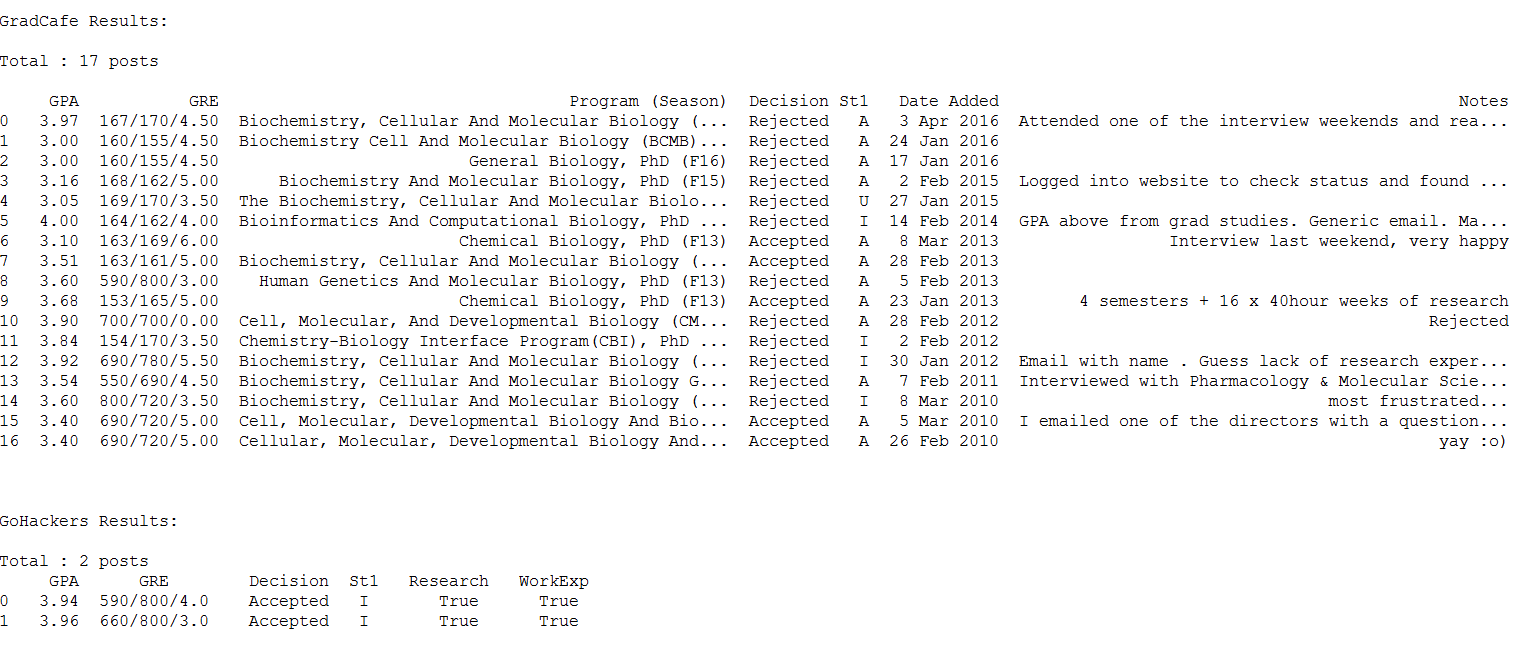 GradCafe Results:
Total : 17 posts
GPA GRE Program (Season) Decision St1 Date Added Notes
0 3.97 167/170/4.50 Biochemistry, Cellular And Molecular Biology (... Rejected A 3 Apr 2016 Attended one of the interview weekends and rea...
1 3.00 160/155/4.50 Biochemistry Cell And Molecular Biology (BCMB)... Rejected A 24 Jan 2016
2 3.00 160/155/4.50 General Biology, PhD (F16) Rejected A 17 Jan 2016
3 3.16 168/162/5.00 Biochemistry And Molecular Biology, PhD (F15) Rejected A 2 Feb 2015 Logged into website to check status and found ...
4 3.05 169/170/3.50 The Biochemistry, Cellular And Molecular Biolo... Rejected U 27 Jan 2015
5 4.00 164/162/4.00 Bioinformatics And Computational Biology, PhD ... Rejected I 14 Feb 2014 GPA above from grad studies. Generic email. Ma...
6 3.10 163/169/6.00 Chemical Biology, PhD (F13) Accepted A 8 Mar 2013 Interview last weekend, very happy
7 3.51 163/161/5.00 Biochemistry, Cellular And Molecular Biology (... Accepted A 28 Feb 2013
8 3.60 590/800/3.00 Human Genetics And Molecular Biology, PhD (F13) Rejected A 5 Feb 2013
9 3.68 153/165/5.00 Chemical Biology, PhD (F13) Accepted A 23 Jan 2013 4 semesters + 16 x 40hour weeks of research
10 3.90 700/700/0.00 Cell, Molecular, And Developmental Biology (CM... Rejected A 28 Feb 2012 Rejected
11 3.84 154/170/3.50 Chemistry-Biology Interface Program(CBI), PhD ... Rejected I 2 Feb 2012
12 3.92 690/780/5.50 Biochemistry, Cellular And Molecular Biology (... Rejected I 30 Jan 2012 Email with name . Guess lack of research exper...
13 3.54 550/690/4.50 Biochemistry, Cellular And Molecular Biology G... Rejected A 7 Feb 2011 Interviewed with Pharmacology & Molecular Scie...
14 3.60 800/720/3.50 Biochemistry, Cellular And Molecular Biology (... Rejected I 8 Mar 2010 most frustrated...
15 3.40 690/720/5.00 Cell, Molecular, Developmental Biology And Bio... Accepted A 5 Mar 2010 I emailed one of the directors with a question...
16 3.40 690/720/5.00 Cellular, Molecular, Developmental Biology And... Accepted A 26 Feb 2010 yay :o)
GoHackers Results:
Total : 2 posts
GPA GRE Decision St1 Research WorkExp
0 3.94 590/800/4.0 Accepted I True True
1 3.96 660/800/3.0 Accepted I True True